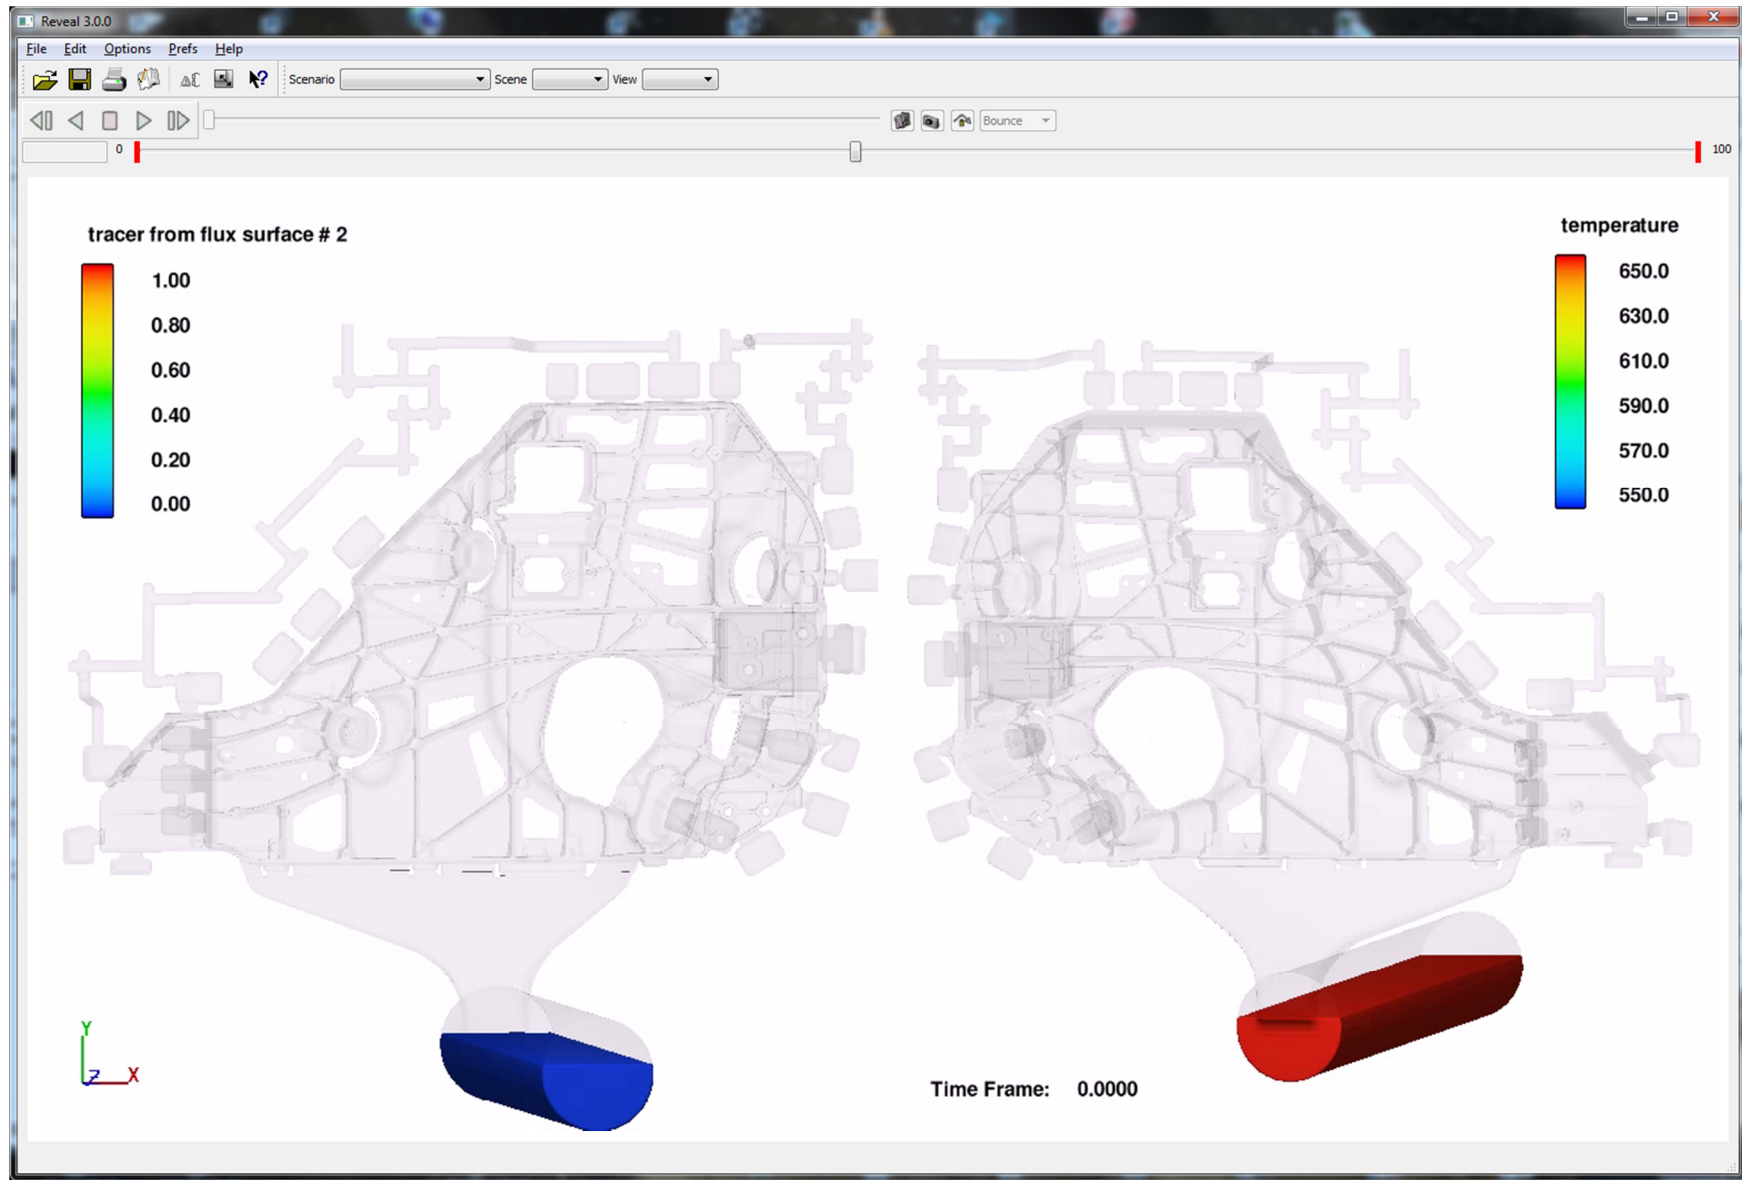 Reveal 3.0.0
File Edit Options Prefs Help
Scenario Scene View
Bounce
0 100
tracer from flux surface # 2
1.00
0.80
0.60
0.40
0.20
0.00
temperature
650.0
630.0
610.0
590.0
570.0
550.0
Y
Z X
Time Frame: 0.0000